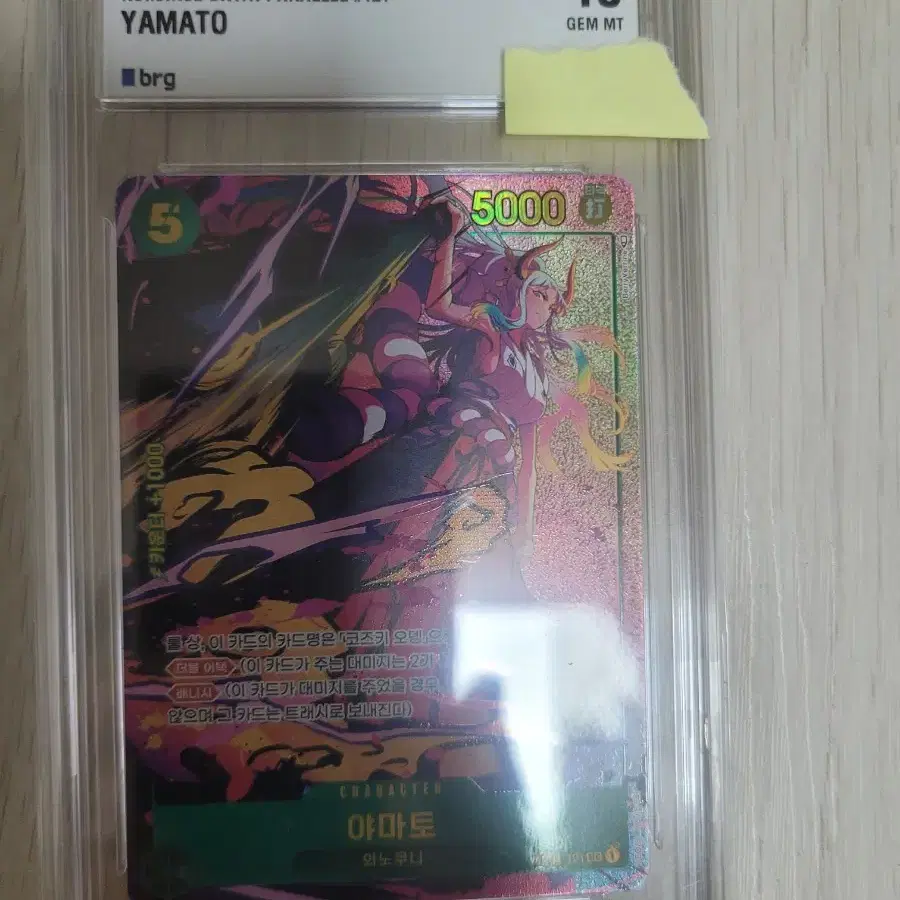 YAMATO
GEM MT
brg
5
5000
打
카운터 +1000
룰 상, 이 카드의 카드명은 「코즈키 오뎅」
더블 어택 (이 카드가 주는 대미지는 2가
배니시 (이 카드가 대미지를 주었을 경우,
않으며 그 카드는 트래시로 보내진다)
CHARACTER
야마토
와노쿠니